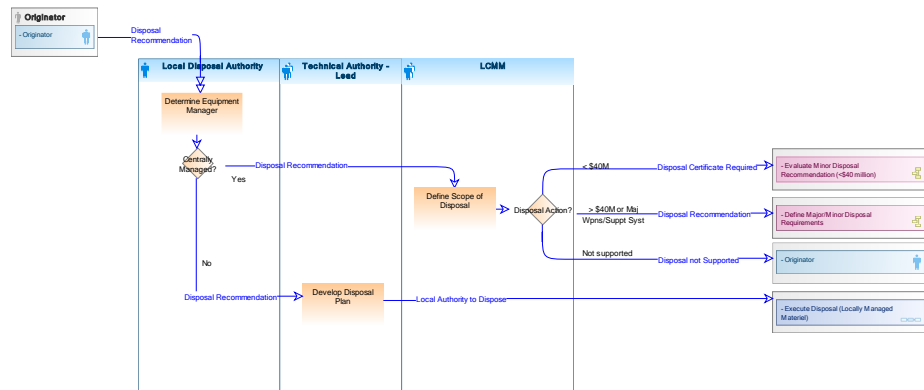 Originator
- Originator
Disposal
Recommendation
Local Disposal Authority
Technical Authority -
Lead
LCMM
Determine Equipment
Manager
Centrally
Managed?
Disposal Recommendation
Yes
Define Scope of
Disposal
Disposal Action?
< $40M
Disposal Certificate Required
- Evaluate Minor Disposal
Recommendation (<$40 million)
> $40M or Maj
Wpns/Suppt Syst
Disposal Recommendation
- Define Major/Minor Disposal
Requirements
Not supported
Disposal not Supported
- Originator
No
Disposal Recommendation
Develop Disposal
Plan
Local Authority to Dispose
- Execute Disposal (Locally Managed
Materiel)